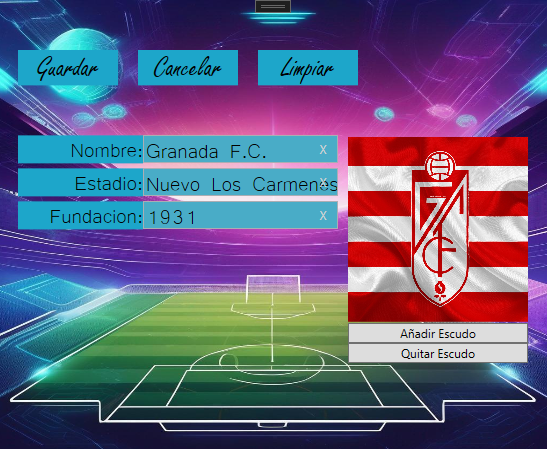 Guardar Cancelar Limpiar
Nombre: Granada F.C. X
Estadio: Nuevo Los Carmenes X
Fundacion: 1931 X
Añadir Escudo
Quitar Escudo